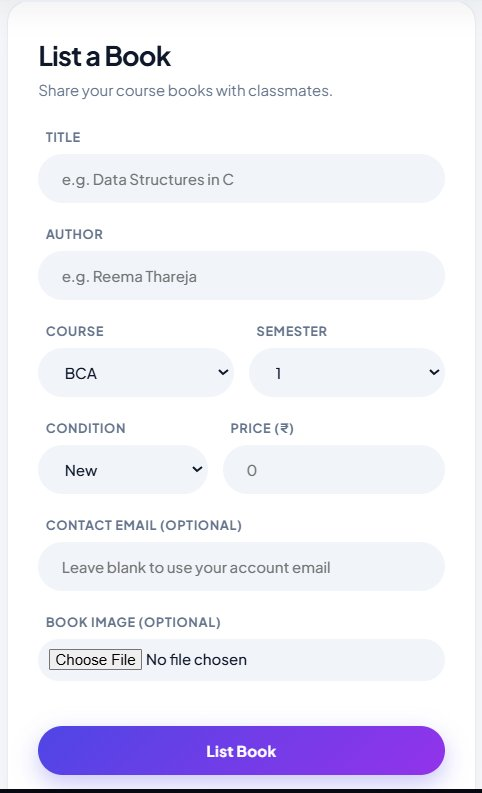 List a Book
Share your course books with classmates.
TITLE
e.g. Data Structures in C
AUTHOR
e.g. Reema Thareja
COURSE SEMESTER
BCA 1
CONDITION PRICE (₹)
New 0
CONTACT EMAIL (OPTIONAL)
Leave blank to use your account email
BOOK IMAGE (OPTIONAL)
Choose File No file chosen
List Book